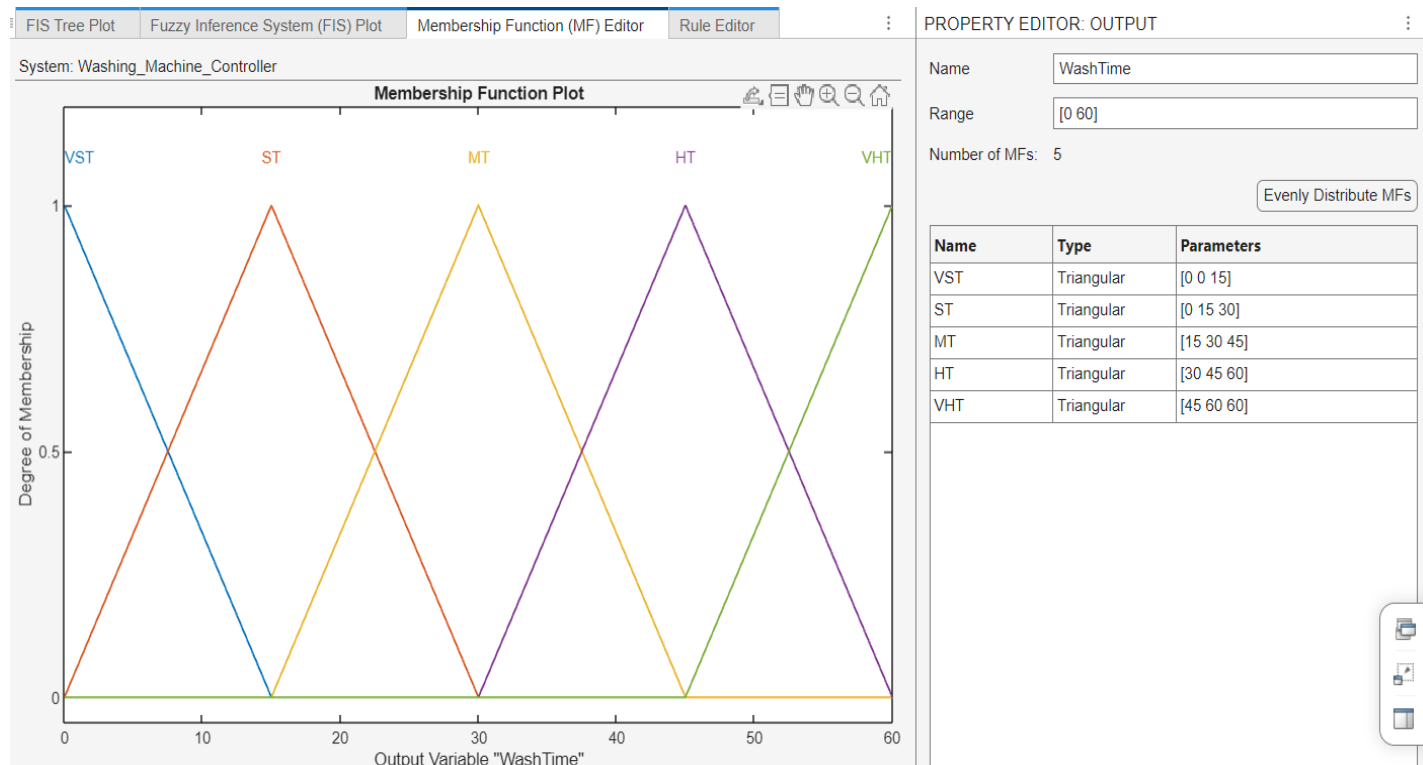 FIS Tree Plot Fuzzy Inference System (FIS) Plot Membership Function (MF) Editor Rule Editor
System: Washing_Machine_Controller
Membership Function Plot
VST ST MT HT VHT
1
0.5
0
Degree of Membership
0 10 20 30 40 50 60
Output Variable "WashTime"
PROPERTY EDITOR: OUTPUT
Name WashTime
Range [0 60]
Number of MFs: 5
Evenly Distribute MFs
Name Type Parameters
VST Triangular [0 0 15]
ST Triangular [0 15 30]
MT Triangular [15 30 45]
HT Triangular [30 45 60]
VHT Triangular [45 60 60]